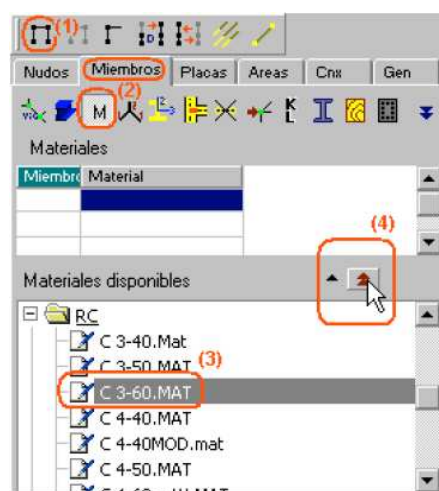 (1)
Nudos Miembros Placas Areas Cnx Gen
(2)
M
Materiales
Miembro Material
(4)
Materiales disponibles
RC
C 3-40.Mat
C 3-50.MAT
(3)
C 3-60.MAT
C 4-40.MAT
C 4-40MOD.mat
C 4-50.MAT